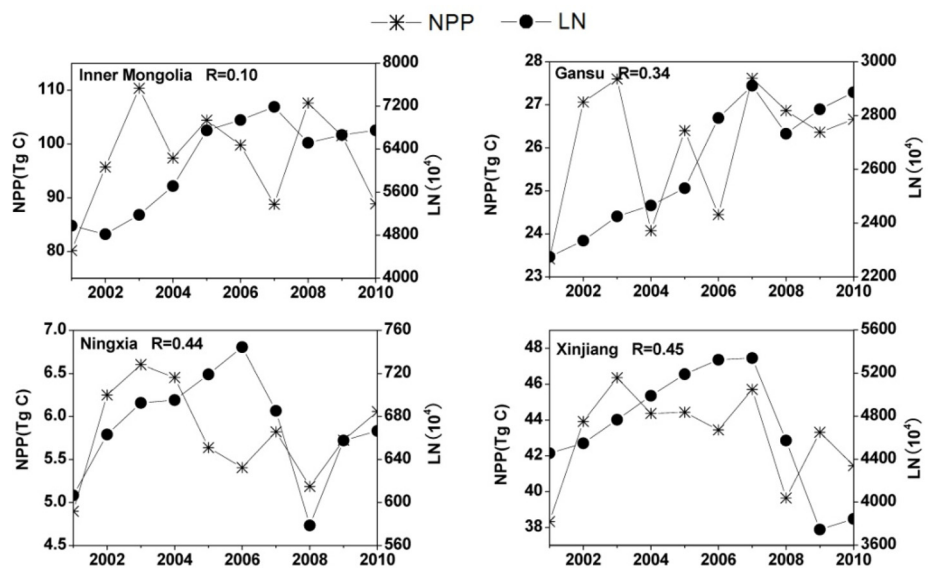 NPP LN
Inner Mongolia R=0.10
NPP(Tg C)
110
100
90
80
LN(10⁴)
8000
7200
6400
5600
4800
4000
2002 2004 2006 2008 2010
Gansu R=0.34
NPP(Tg C)
28
27
26
25
24
23
LN(10⁴)
3000
2800
2600
2400
2200
2002 2004 2006 2008 2010
Ningxia R=0.44
NPP(Tg C)
7.0
6.5
6.0
5.5
5.0
4.5
LN(10⁴)
760
720
680
640
600
560
2002 2004 2006 2008 2010
Xinjiang R=0.45
NPP(Tg C)
48
46
44
42
40
38
LN(10⁴)
5600
5200
4800
4400
4000
3600
2002 2004 2006 2008 2010